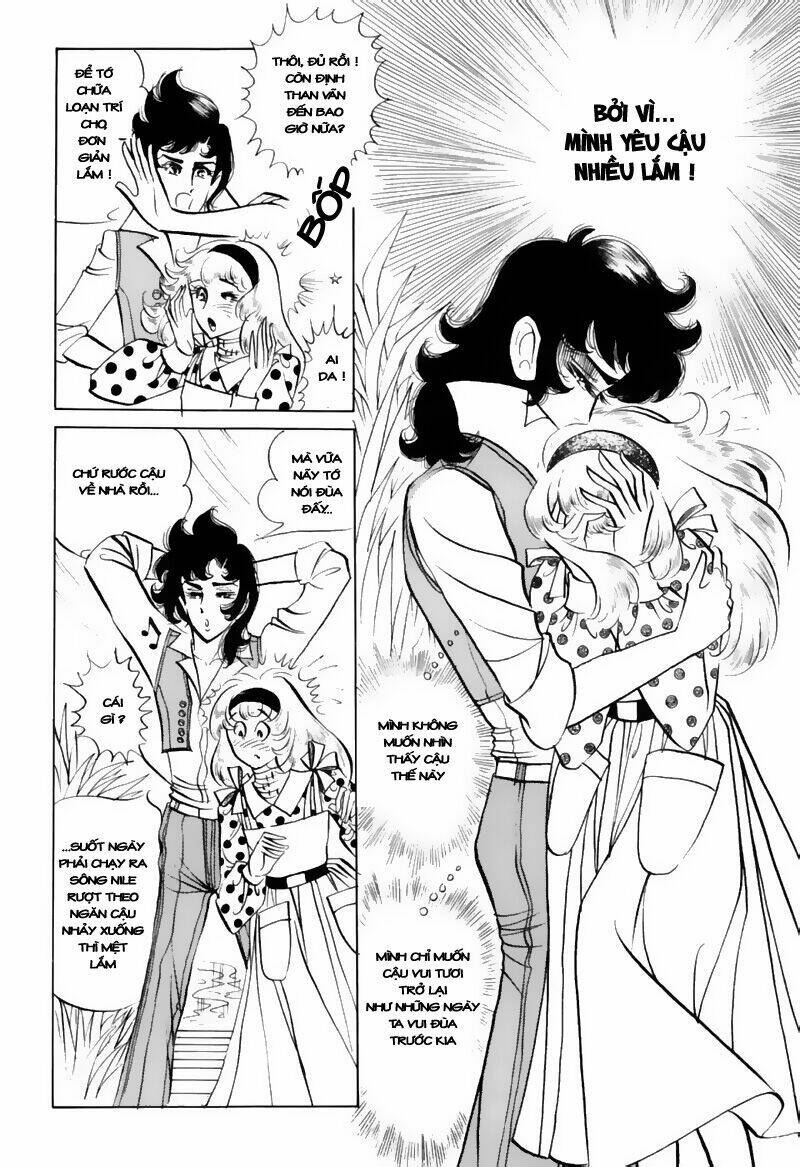 BỞI VÌ...
MÌNH YÊU CẬU
NHIỀU LẮM !
MÌNH KHÔNG
MUỐN NHÌN
THẤY CẬU
THẾ NÀY
MÌNH CHỈ MUỐN
CẬU VUI TƯƠI
TRỞ LẠI
NHƯ NHỮNG NGÀY
TA VUI ĐÙA
TRƯỚC KIA
THÔI, ĐỦ RỒI !
CÒN ĐỊNH
THAN VÃN
ĐẾN BAO
GIỜ NỮA?
ĐỂ TỚ
CHỮA
LOẠN TRÍ
CHO,
ĐƠN
GIẢN
LẮM !
BỐP
AI
DA !
MÀ VỪA
NÃY TỚ
NÓI ĐÙA
ĐẤY..
CHỨ RƯỚC CẬU
VỀ NHÀ RỒI...
CÁI
GÌ ?
...SUỐT NGÀY
PHẢI CHẠY RA
SÔNG NILE
RƯỢT THEO
NGĂN CẬU
NHẢY XUỐNG
THÌ MỆT
LẮM